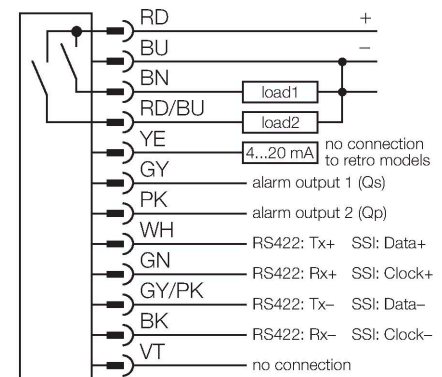 RD +
BU –
BN load1
RD/BU load2
YE 4...20 mA no connection
to retro models
GY alarm output 1 (Qs)
PK alarm output 2 (Qp)
WH RS422: Tx+ SSI: Data+
GN RS422: Rx+ SSI: Clock+
GY/PK RS422: Tx– SSI: Data–
BK RS422: Rx– SSI: Clock–
VT no connection